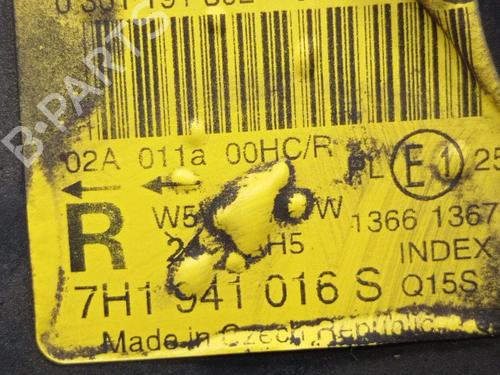 B-PARTS
02A 011a 00HC/R PL E1 25
R
1366 1367
H5 INDEX
7H1 941 016 S Q15S
Made in Czech Republic